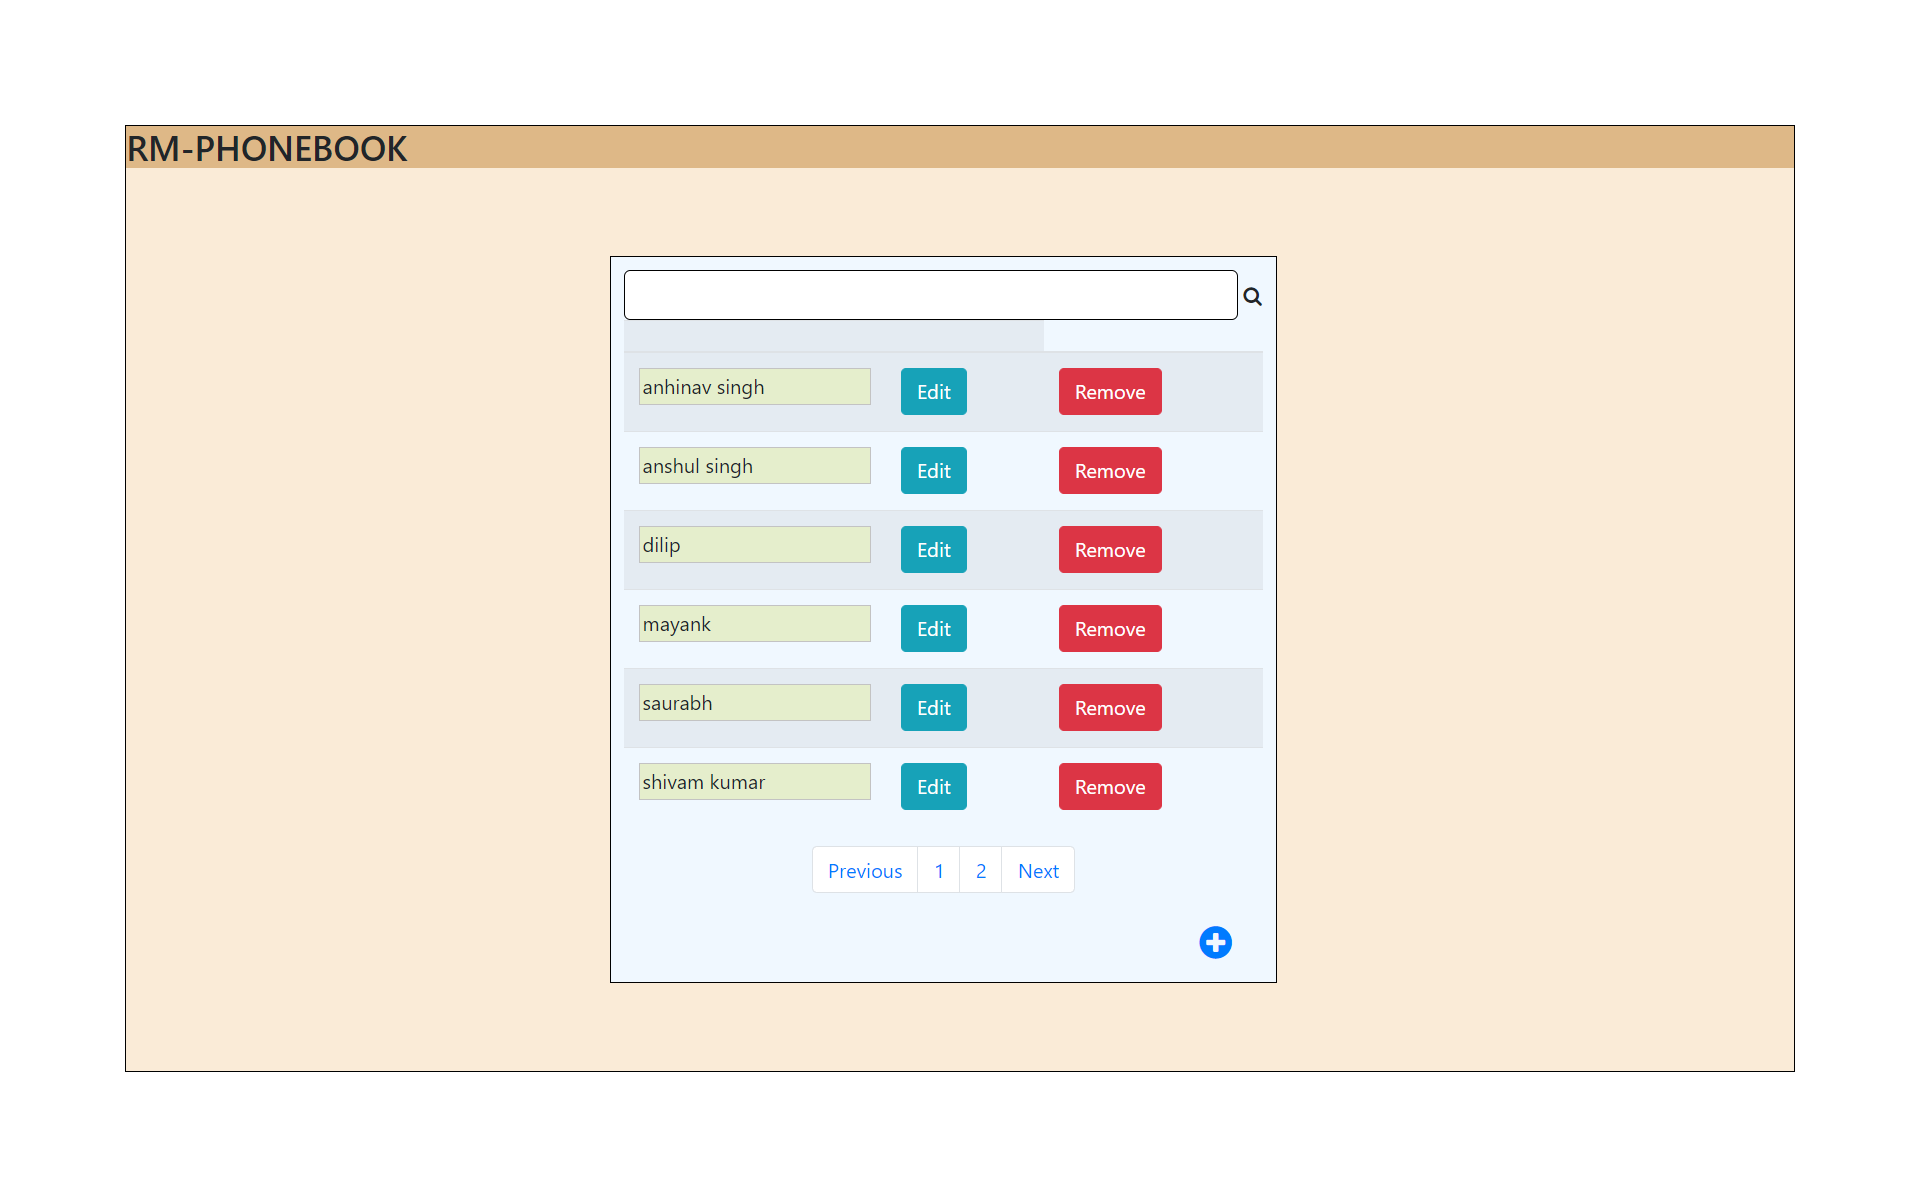 RM-PHONEBOOK
anhinav singh Edit Remove
anshul singh Edit Remove
dilip Edit Remove
mayank Edit Remove
saurabh Edit Remove
shivam kumar Edit Remove
Previous 1 2 Next